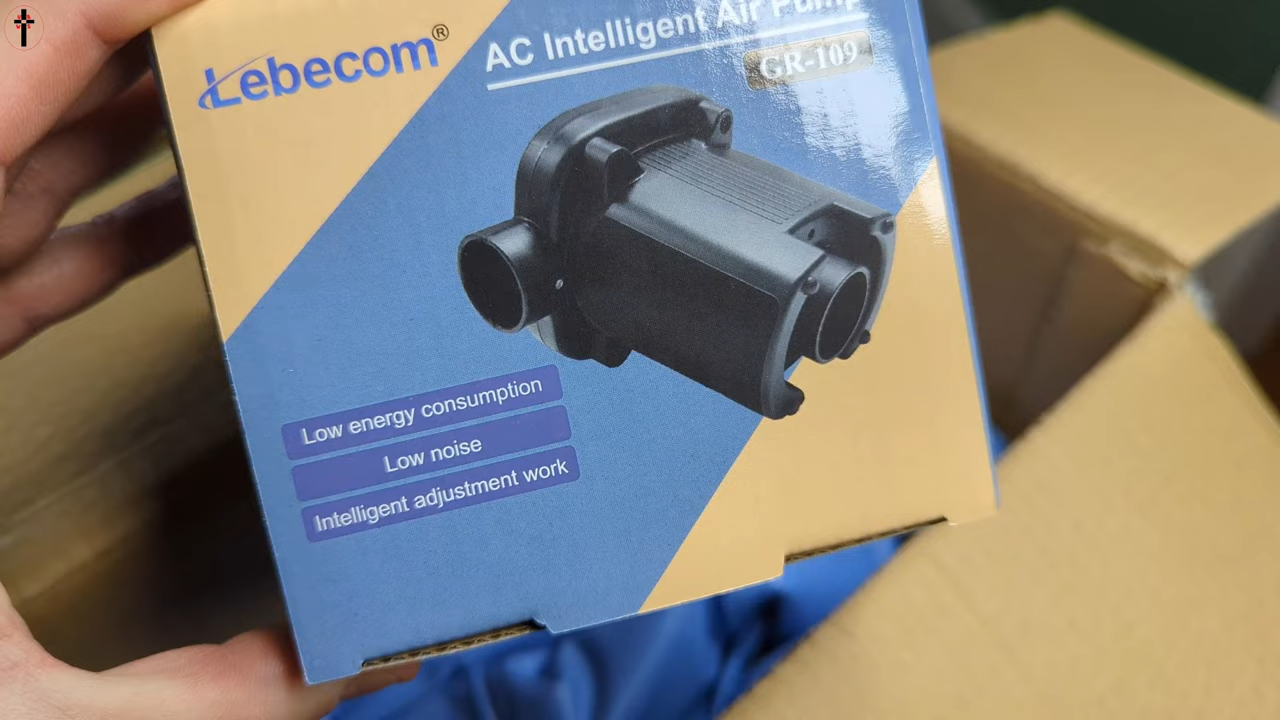 Lebecom®
AC Intelligent Air Pump
GR-109
Low energy consumption
Low noise
Intelligent adjustment work